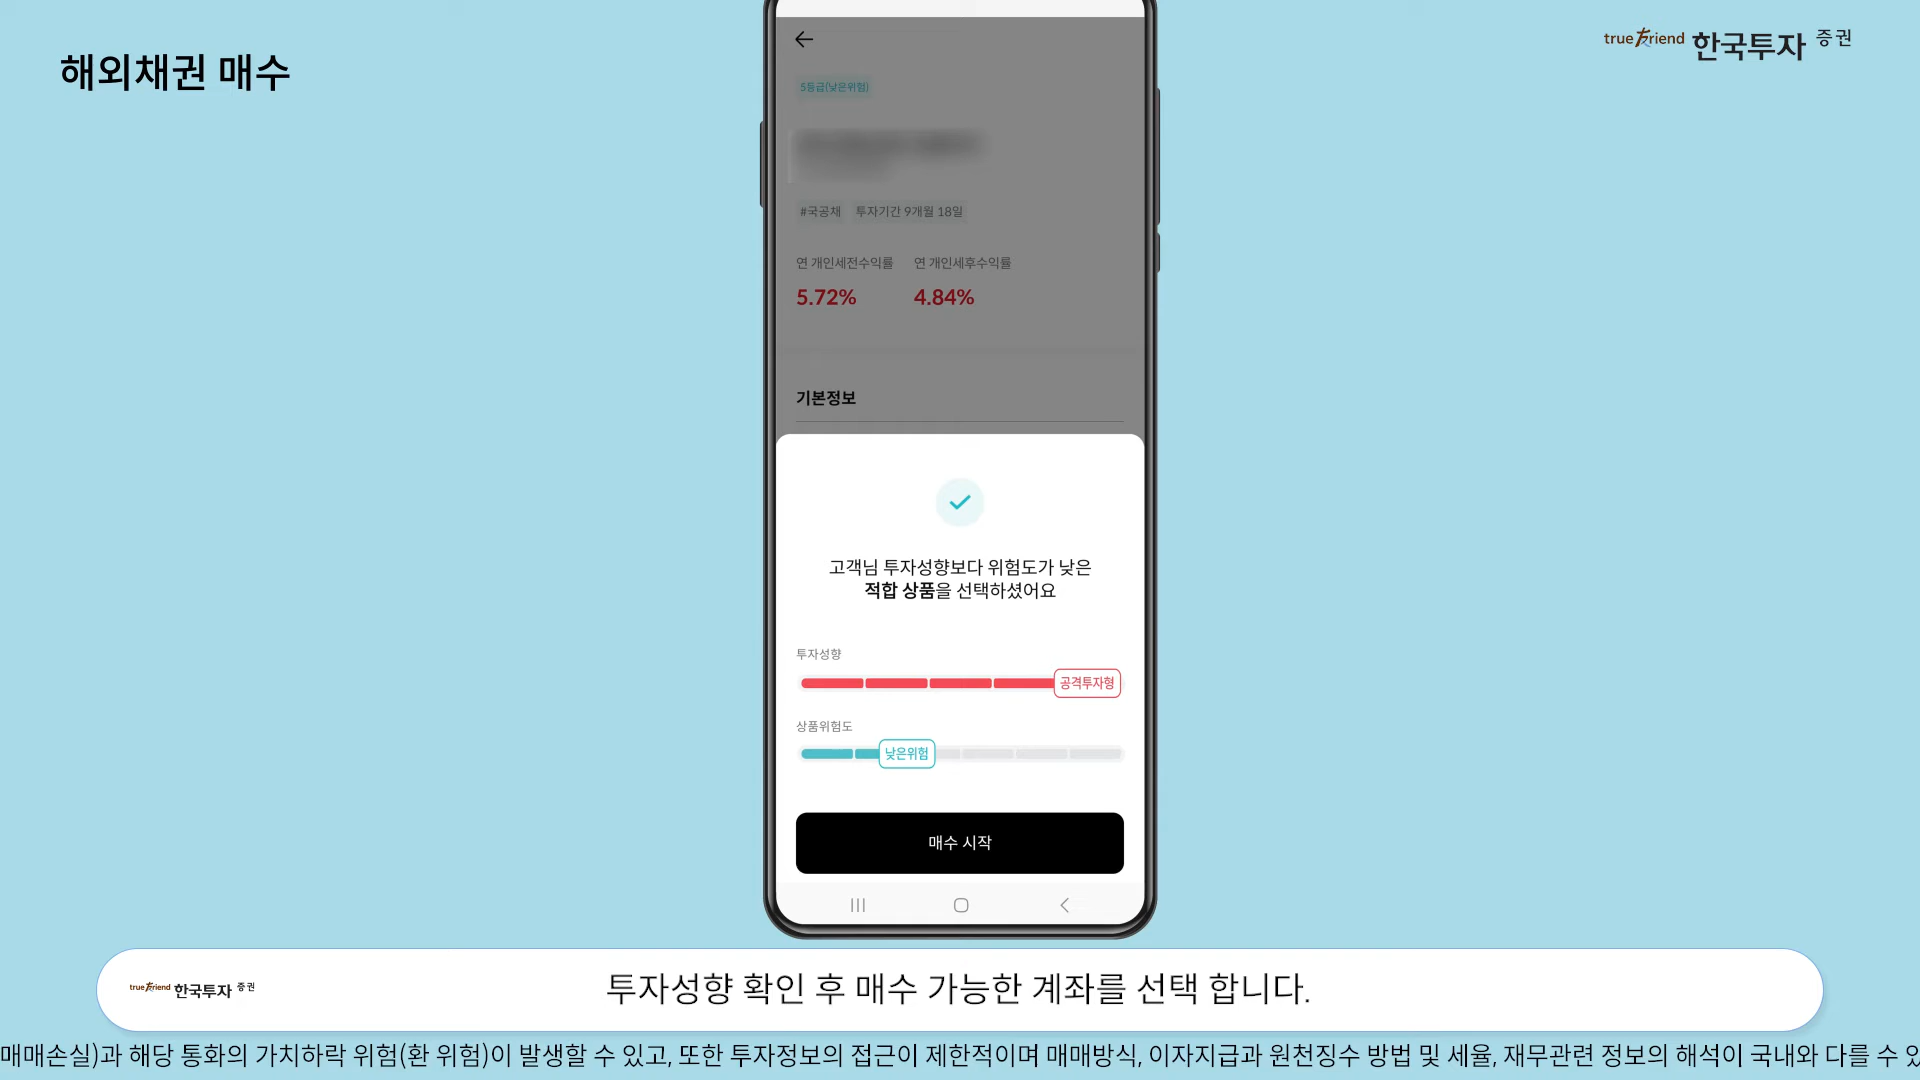 해외채권 매수
true friend 한국투자 증권
5등급(낮은위험)
#국공채 투자기간 9개월 18일
연 개인세전수익률 연 개인세후수익률
5.72% 4.84%
기본정보
고객님 투자성향보다 위험도가 낮은
적합 상품을 선택하셨어요
투자성향
공격투자형
상품위험도
낮은위험
매수 시작
true friend 한국투자 증권
투자성향 확인 후 매수 가능한 계좌를 선택 합니다.
매매손실)과 해당 통화의 가치하락 위험(환 위험)이 발생할 수 있고, 또한 투자정보의 접근이 제한적이며 매매방식, 이자지급과 원천징수 방법 및 세율, 재무관련 정보의 해석이 국내와 다를 수 있